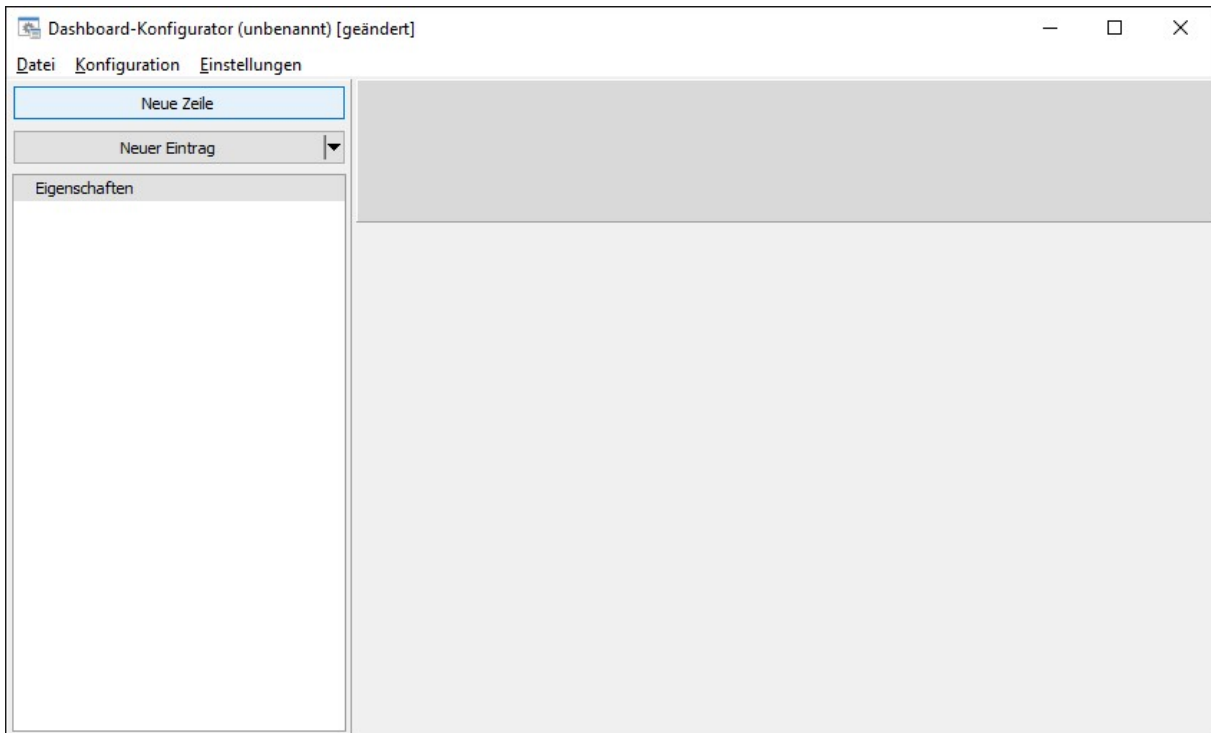 Dashboard-Konfigurator (unbenannt) [geändert]
Datei Konfiguration Einstellungen
Neue Zeile
Neuer Eintrag
Eigenschaften